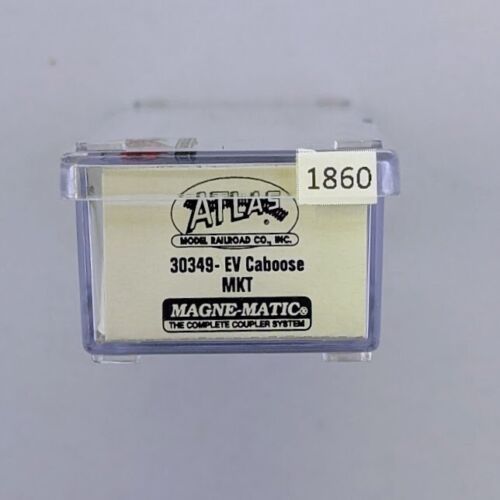 1860
ATLAS
MODEL RAILROAD CO., INC.
30349- EV Caboose
MKT
MAGNE-MATIC®
THE COMPLETE COUPLER SYSTEM